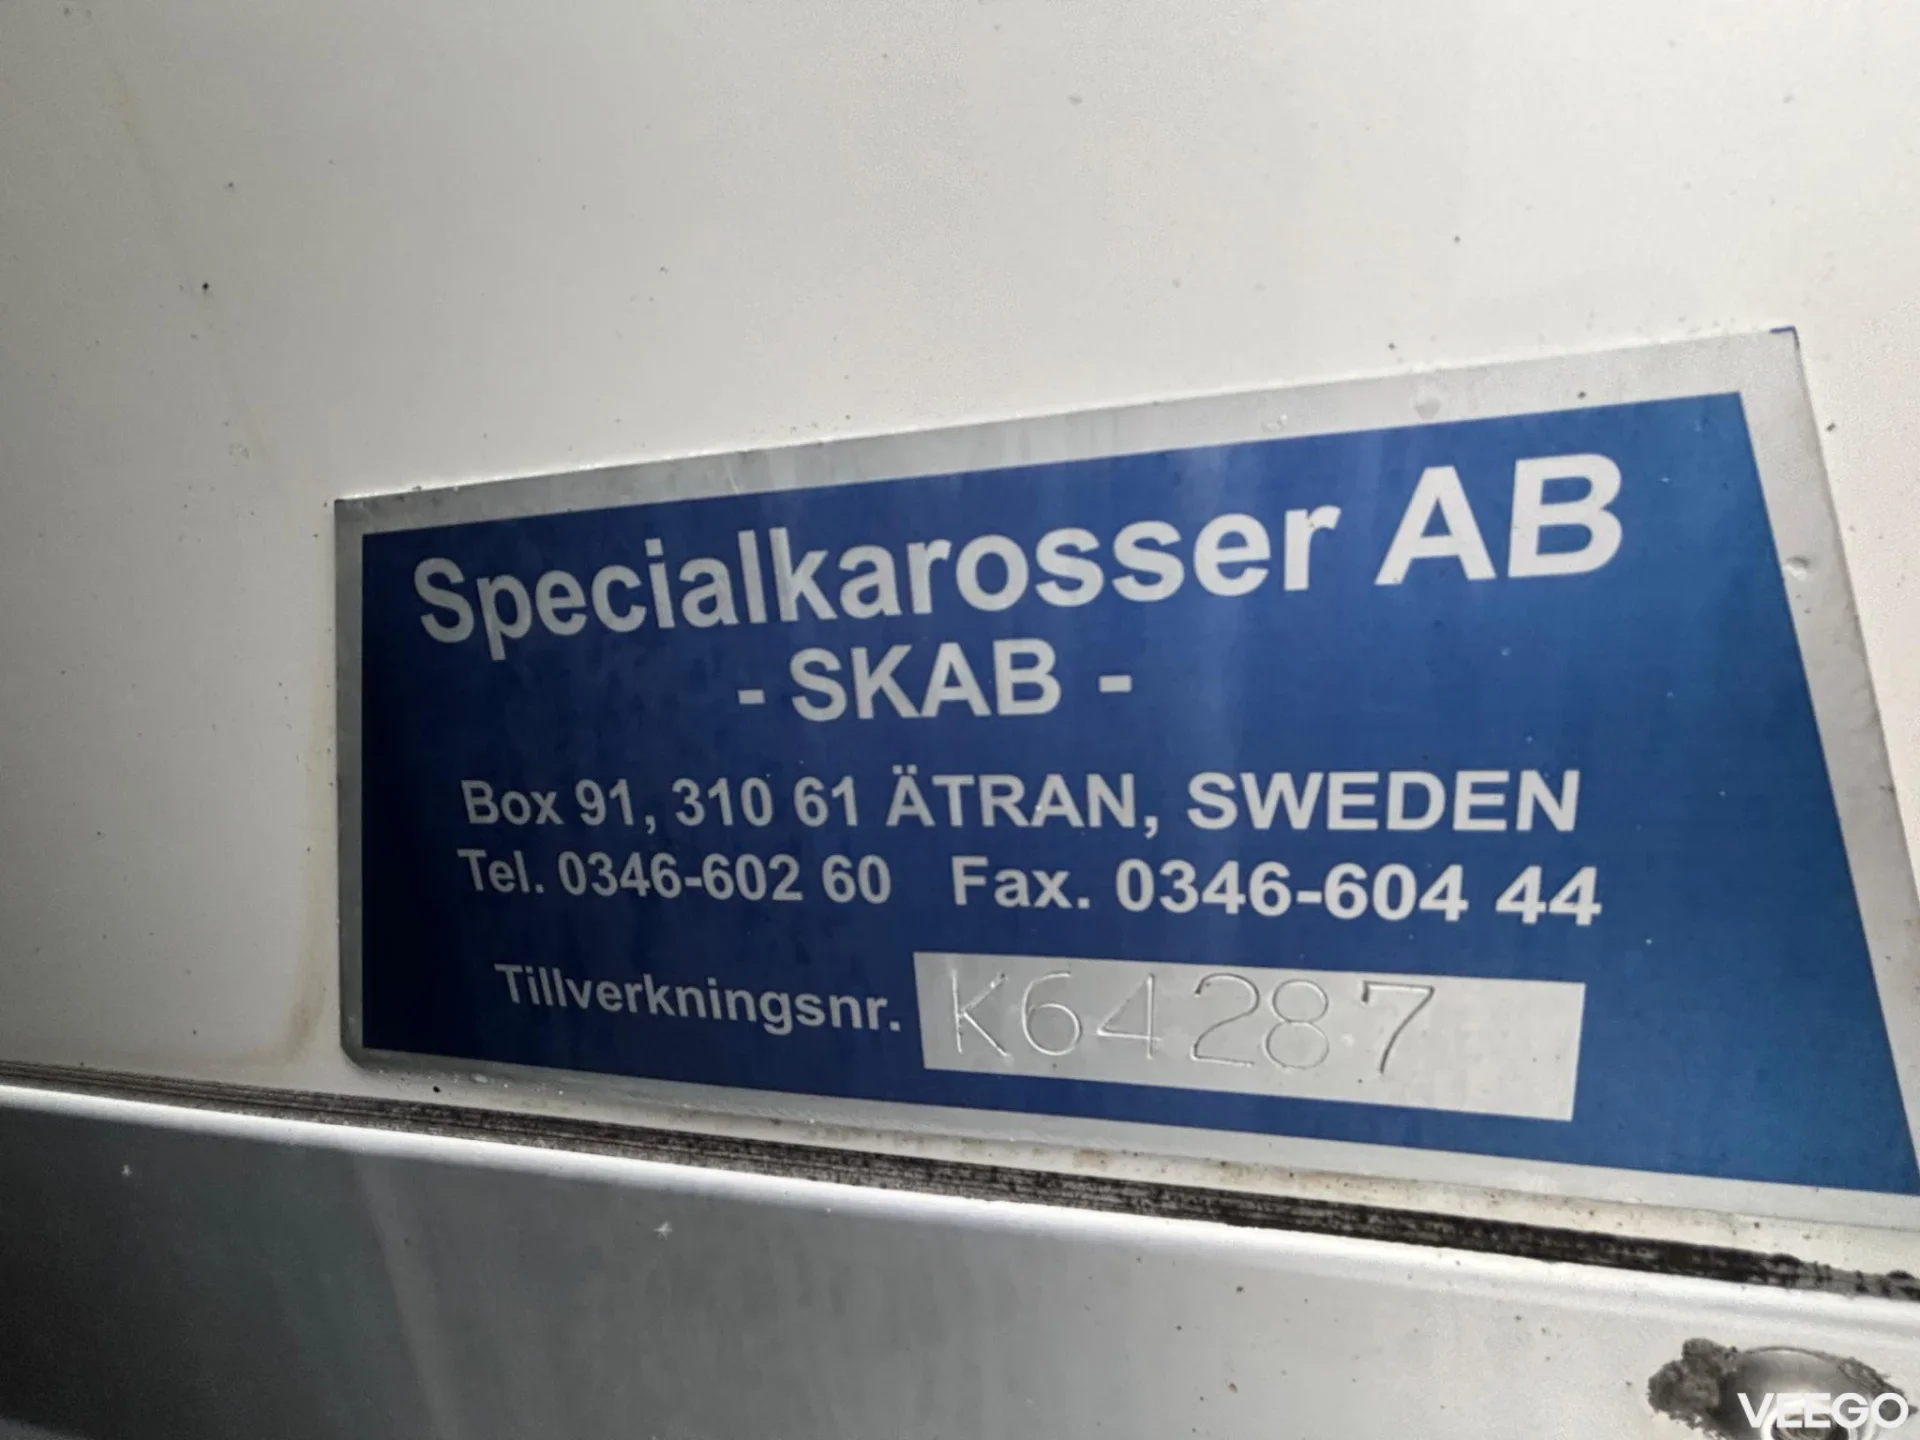 Specialkarosser AB
- SKAB -
Box 91, 310 61 ÄTRAN, SWEDEN
Tel. 0346-602 60 Fax. 0346-604 44
Tillverkningsnr. K64287
VEEGO